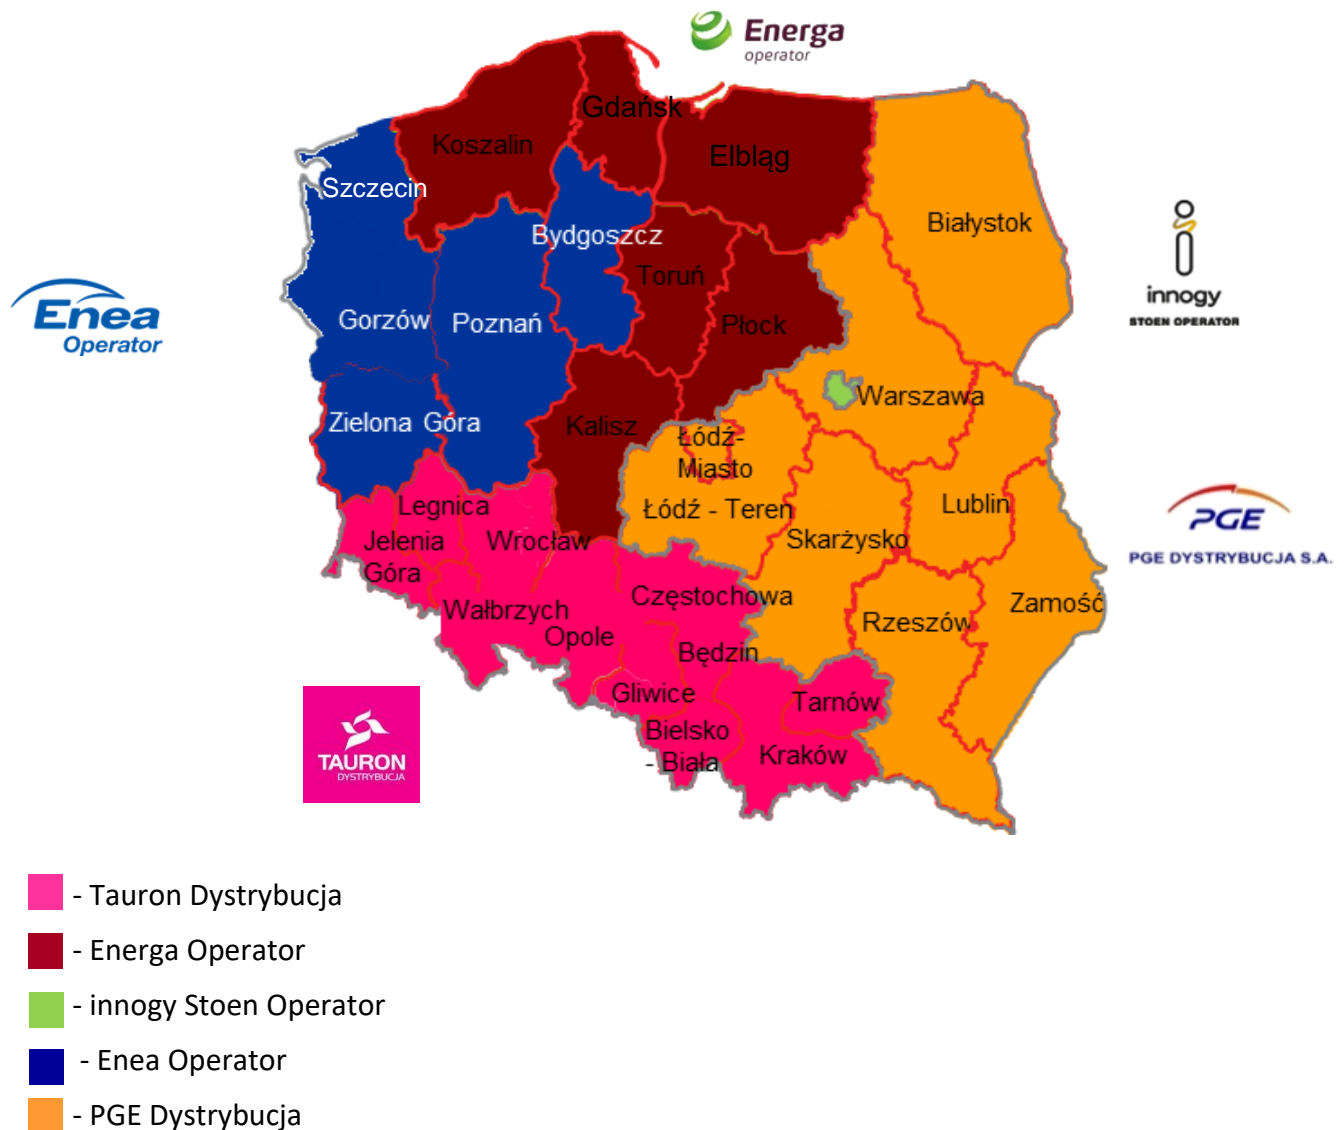 Energa
operator
Gdańsk
Koszalin
Elbląg
Szczecin
Białystok
Bydgoszcz
Toruń
innogy
STOEN OPERATOR
Enea
Operator
Gorzów
Poznań
Płock
Warszawa
Zielona Góra
Kalisz
Łódź-
Miasto
Łódź - Teren
Lublin
Legnica
Jelenia
Góra
Wrocław
Skarżysko
PGE
PGE DYSTRYBUCJA S.A.
Wałbrzych
Częstochowa
Zamość
Rzeszów
Opole
Będzin
Gliwice
Tarnów
Bielsko
- Biała
Kraków
TAURON
DYSTRYBUCJA
- Tauron Dystrybucja
- Energa Operator
- innogy Stoen Operator
- Enea Operator
- PGE Dystrybucja